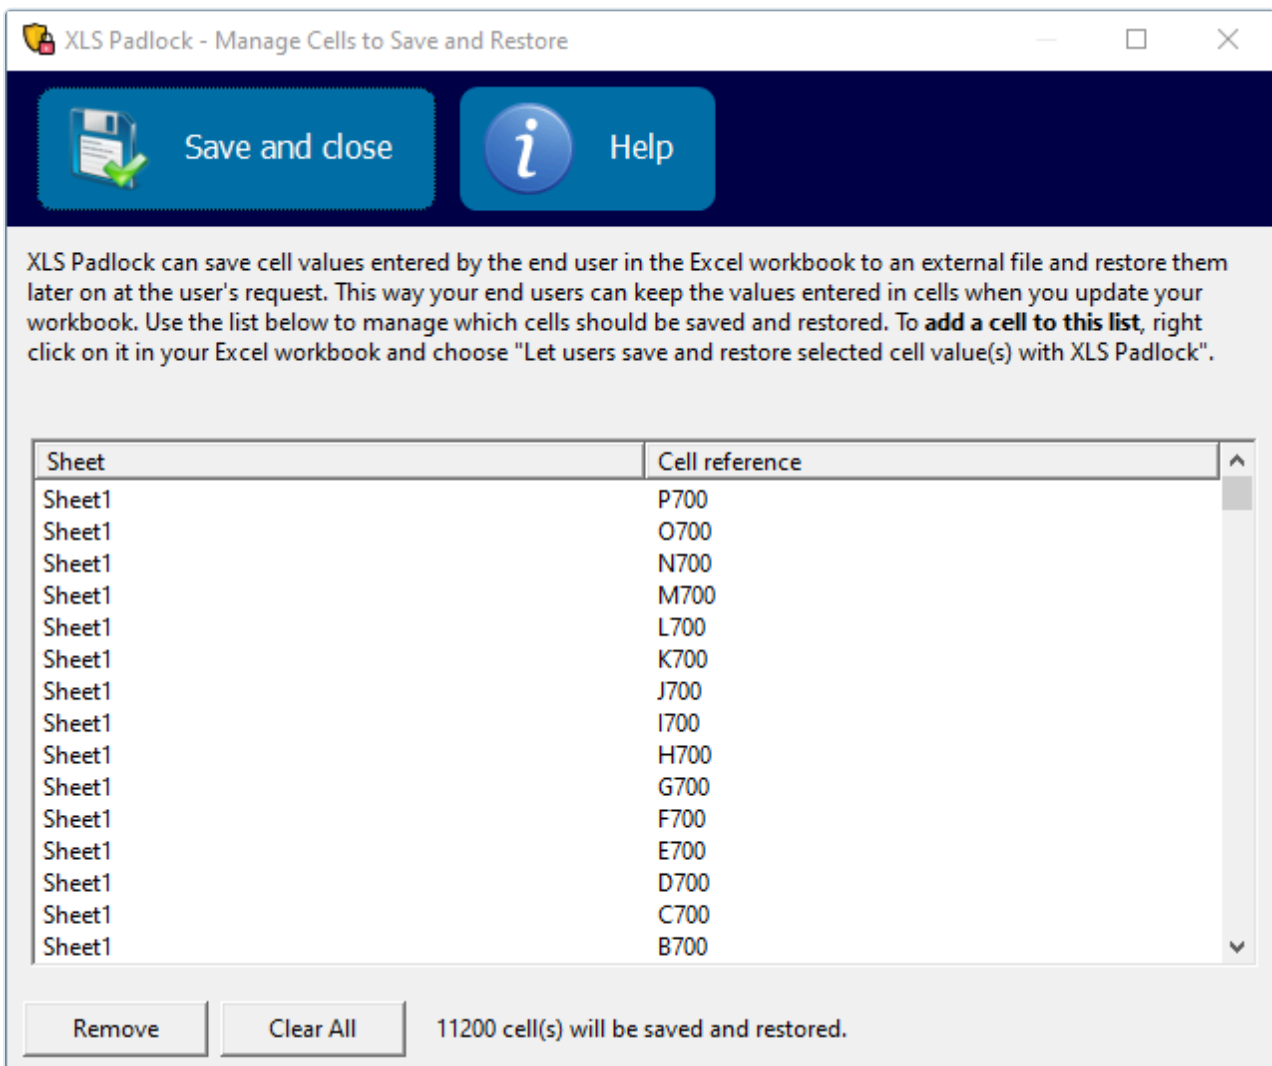 XLS Padlock - Manage Cells to Save and Restore
Save and close Help
XLS Padlock can save cell values entered by the end user in the Excel workbook to an external file and restore them
later on at the user's request. This way your end users can keep the values entered in cells when you update your
workbook. Use the list below to manage which cells should be saved and restored. To add a cell to this list, right
click on it in your Excel workbook and choose "Let users save and restore selected cell value(s) with XLS Padlock".
Sheet Cell reference
Sheet1 P700
Sheet1 O700
Sheet1 N700
Sheet1 M700
Sheet1 L700
Sheet1 K700
Sheet1 J700
Sheet1 I700
Sheet1 H700
Sheet1 G700
Sheet1 F700
Sheet1 E700
Sheet1 D700
Sheet1 C700
Sheet1 B700
Remove Clear All 11200 cell(s) will be saved and restored.